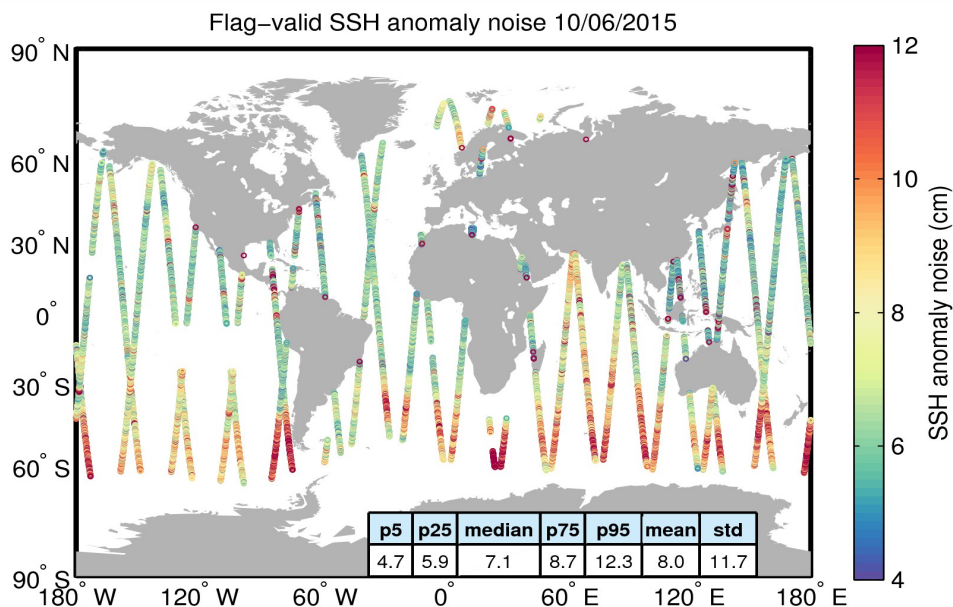 Flag−valid SSH anomaly noise 10/06/2015
90° N
60° N
30° N
0°
30° S
60° S
90° S
180° W 120° W 60° W 0° 60° E 120° E 180° E
p5 p25 median p75 p95 mean std
4.7 5.9 7.1 8.7 12.3 8.0 11.7
12
10
8
6
4
SSH anomaly noise (cm)